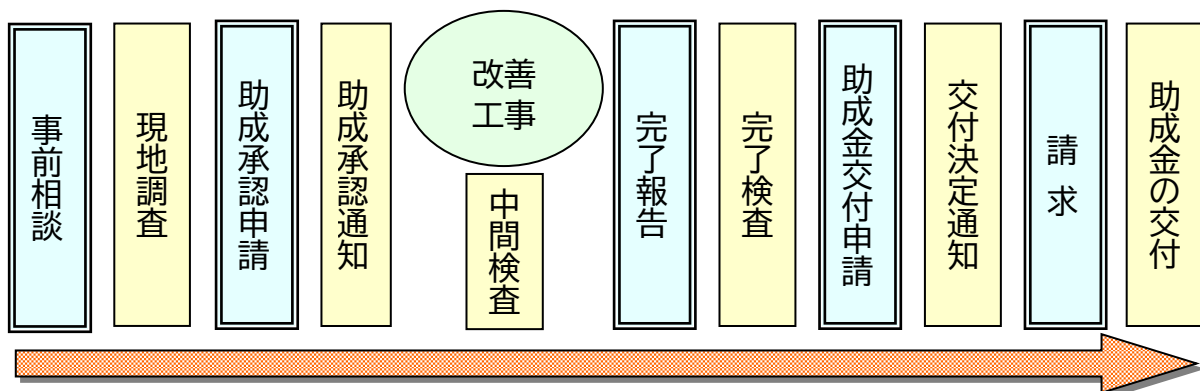 事前相談
現地調査
助成承認申請
助成承認通知
改善
工事
中間検査
完了報告
完了検査
助成金交付申請
交付決定通知
請求
助成金の交付